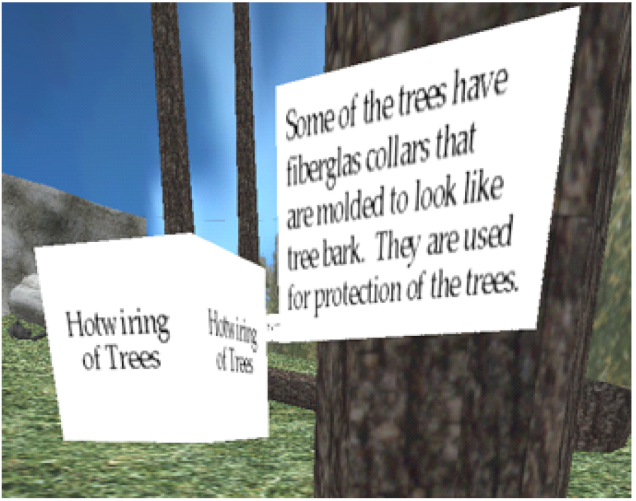 Some of the trees have
fiberglas collars that
are molded to look like
tree bark. They are used
for protection of the trees.
Hotwiring
of Trees
Hotwiring
of Trees